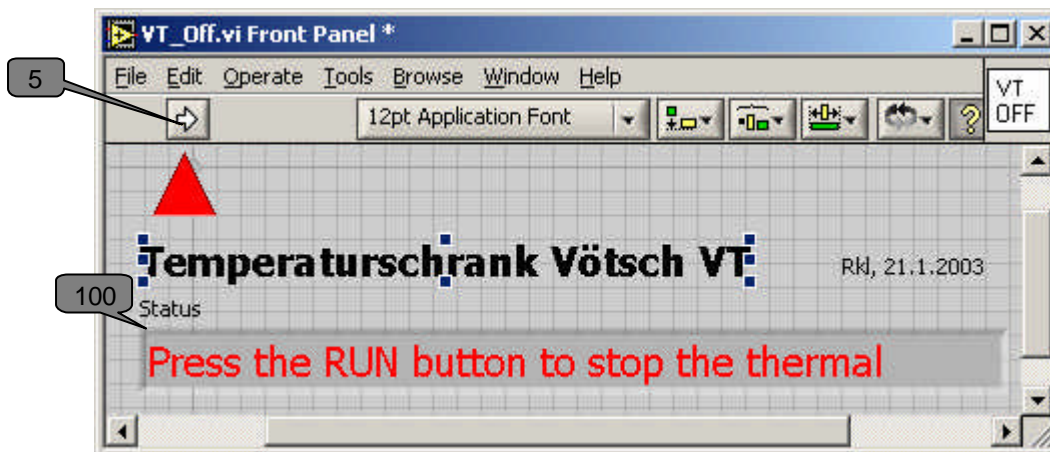 VT_Off.vi Front Panel *
File Edit Operate Tools Browse Window Help
VT
OFF
5
12pt Application Font
?
Temperaturschrank Vötsch VT
Rkl, 21.1.2003
100
Status
Press the RUN button to stop the thermal